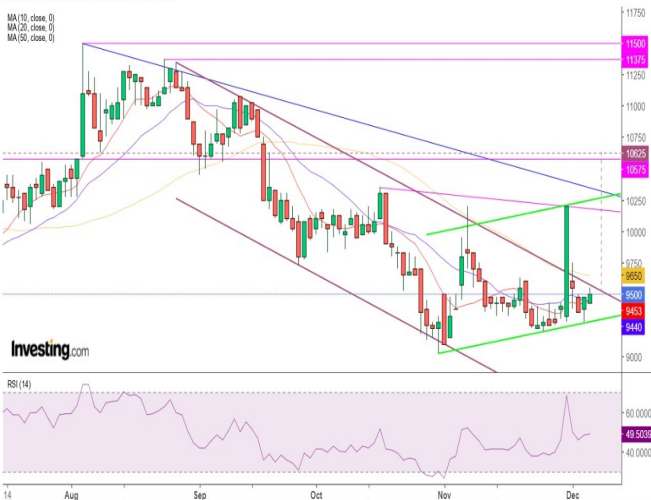 MA (10, close, 0)
MA (20, close, 0)
MA (50, close, 0)
11750
11500
11375
11250
11000
10750
10625
10575
10250
10000
9750
9650
9500
9453
9440
9000
Investing.com
RSI (14)
60.0000
49.5039
40.0000
14
Aug
Sep
Oct
Nov
Dec